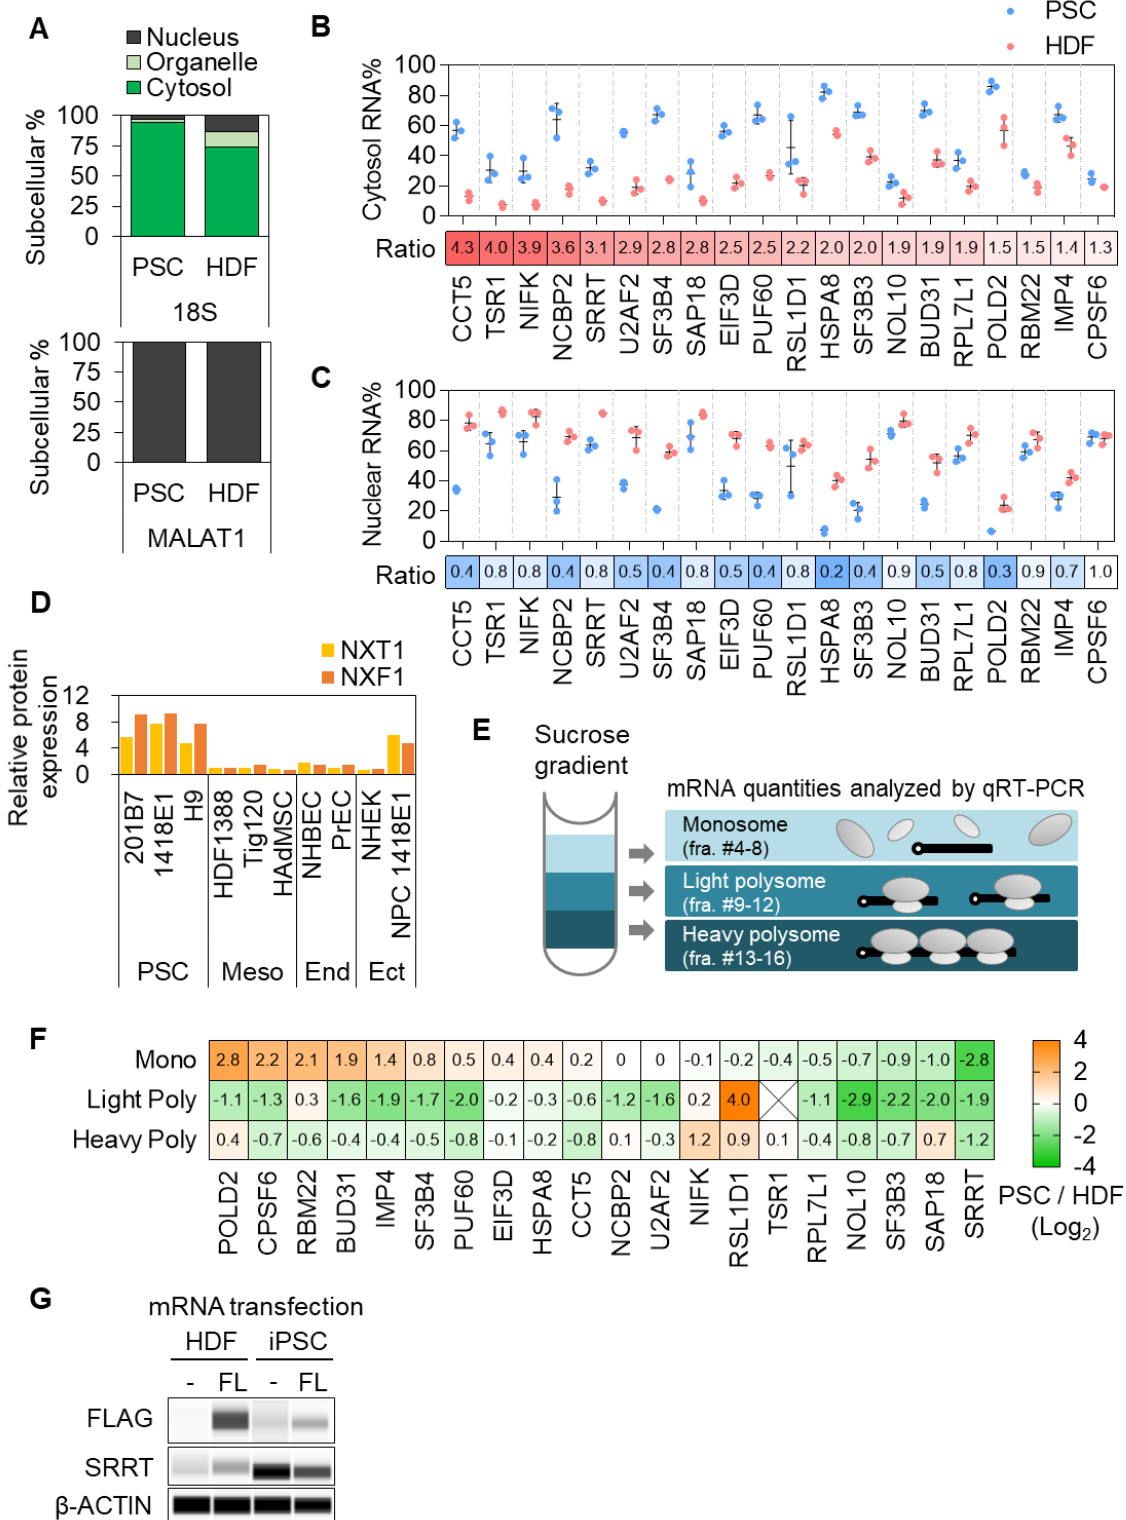 A
Nucleus
Organelle
Cytosol
Subcellular %
100
75
50
25
0
PSC HDF
18S
Subcellular %
100
75
50
25
0
PSC HDF
MALAT1
B
PSC
HDF
Cytosol RNA%
100
80
60
40
20
0
Ratio 4.3 4.0 3.9 3.6 3.1 2.9 2.8 2.8 2.5 2.5 2.2 2.0 2.0 1.9 1.9 1.9 1.5 1.5 1.4 1.3
CCT5 TSR1 NIFK NCBP2 SRRT U2AF2 SF3B4 SAP18 EIF3D PUF60 RSL1D1 HSPA8 SF3B3 NOL10 BUD31 RPL7L1 POLD2 RBM22 IMP4 CPSF6
C
Nuclear RNA%
100
80
60
40
20
0
Ratio 0.4 0.8 0.8 0.4 0.8 0.5 0.4 0.8 0.5 0.4 0.8 0.2 0.4 0.9 0.5 0.8 0.3 0.9 0.7 1.0
CCT5 TSR1 NIFK NCBP2 SRRT U2AF2 SF3B4 SAP18 EIF3D PUF60 RSL1D1 HSPA8 SF3B3 NOL10 BUD31 RPL7L1 POLD2 RBM22 IMP4 CPSF6
D
NXT1
NXF1
Relative protein
expression
12
8
4
0
201B7 1418E1 H9 HDF1388 Tig120 HAdMSC NHBEC PrEC NHEK NPC 1418E1
PSC Meso End Ect
E
Sucrose
gradient
mRNA quantities analyzed by qRT-PCR
Monosome
(fra. #4-8)
Light polysome
(fra. #9-12)
Heavy polysome
(fra. #13-16)
F
Mono 2.8 2.2 2.1 1.9 1.4 0.8 0.5 0.4 0.4 0.2 0 0 -0.1 -0.2 -0.4 -0.5 -0.7 -0.9 -1.0 -2.8
Light Poly -1.1 -1.3 0.3 -1.6 -1.9 -1.7 -2.0 -0.2 -0.3 -0.6 -1.2 -1.6 0.2 4.0 -1.1 -2.9 -2.2 -2.0 -1.9
Heavy Poly 0.4 -0.7 -0.6 -0.4 -0.4 -0.5 -0.8 -0.1 -0.2 -0.8 0.1 -0.3 1.2 0.9 0.1 -0.4 -0.8 -0.7 0.7 -1.2
POLD2 CPSF6 RBM22 BUD31 IMP4 SF3B4 PUF60 EIF3D HSPA8 CCT5 NCBP2 U2AF2 NIFK RSL1D1 TSR1 RPL7L1 NOL10 SF3B3 SAP18 SRRT
4
2
0
-2
-4
PSC / HDF
(Log2)
G
mRNA transfection
HDF iPSC
- FL - FL
FLAG
SRRT
β-ACTIN